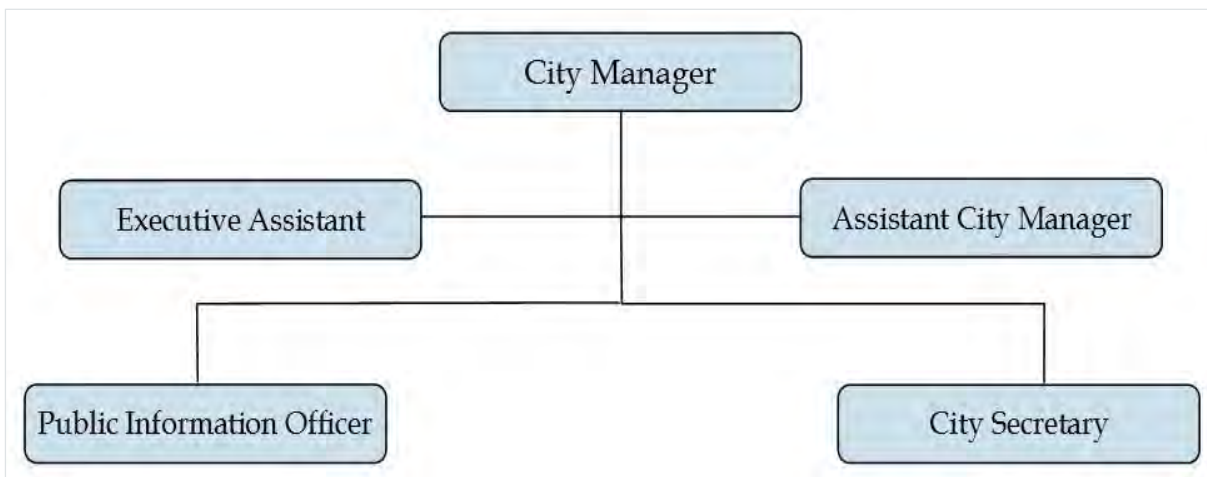 City Manager
Executive Assistant
Assistant City Manager
Public Information Officer
City Secretary